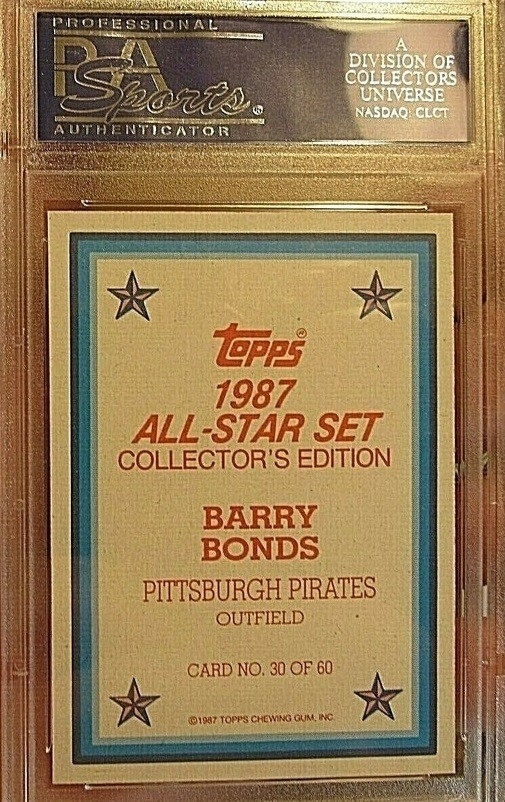 PROFESSIONAL
PSA
Sports®
AUTHENTICATOR
A
DIVISION OF
COLLECTORS
UNIVERSE
NASDAQ: CLCT
Topps®
1987
ALL-STAR SET
COLLECTOR'S EDITION
BARRY
BONDS
PITTSBURGH PIRATES
OUTFIELD
CARD NO. 30 OF 60
©1987 TOPPS CHEWING GUM, INC.